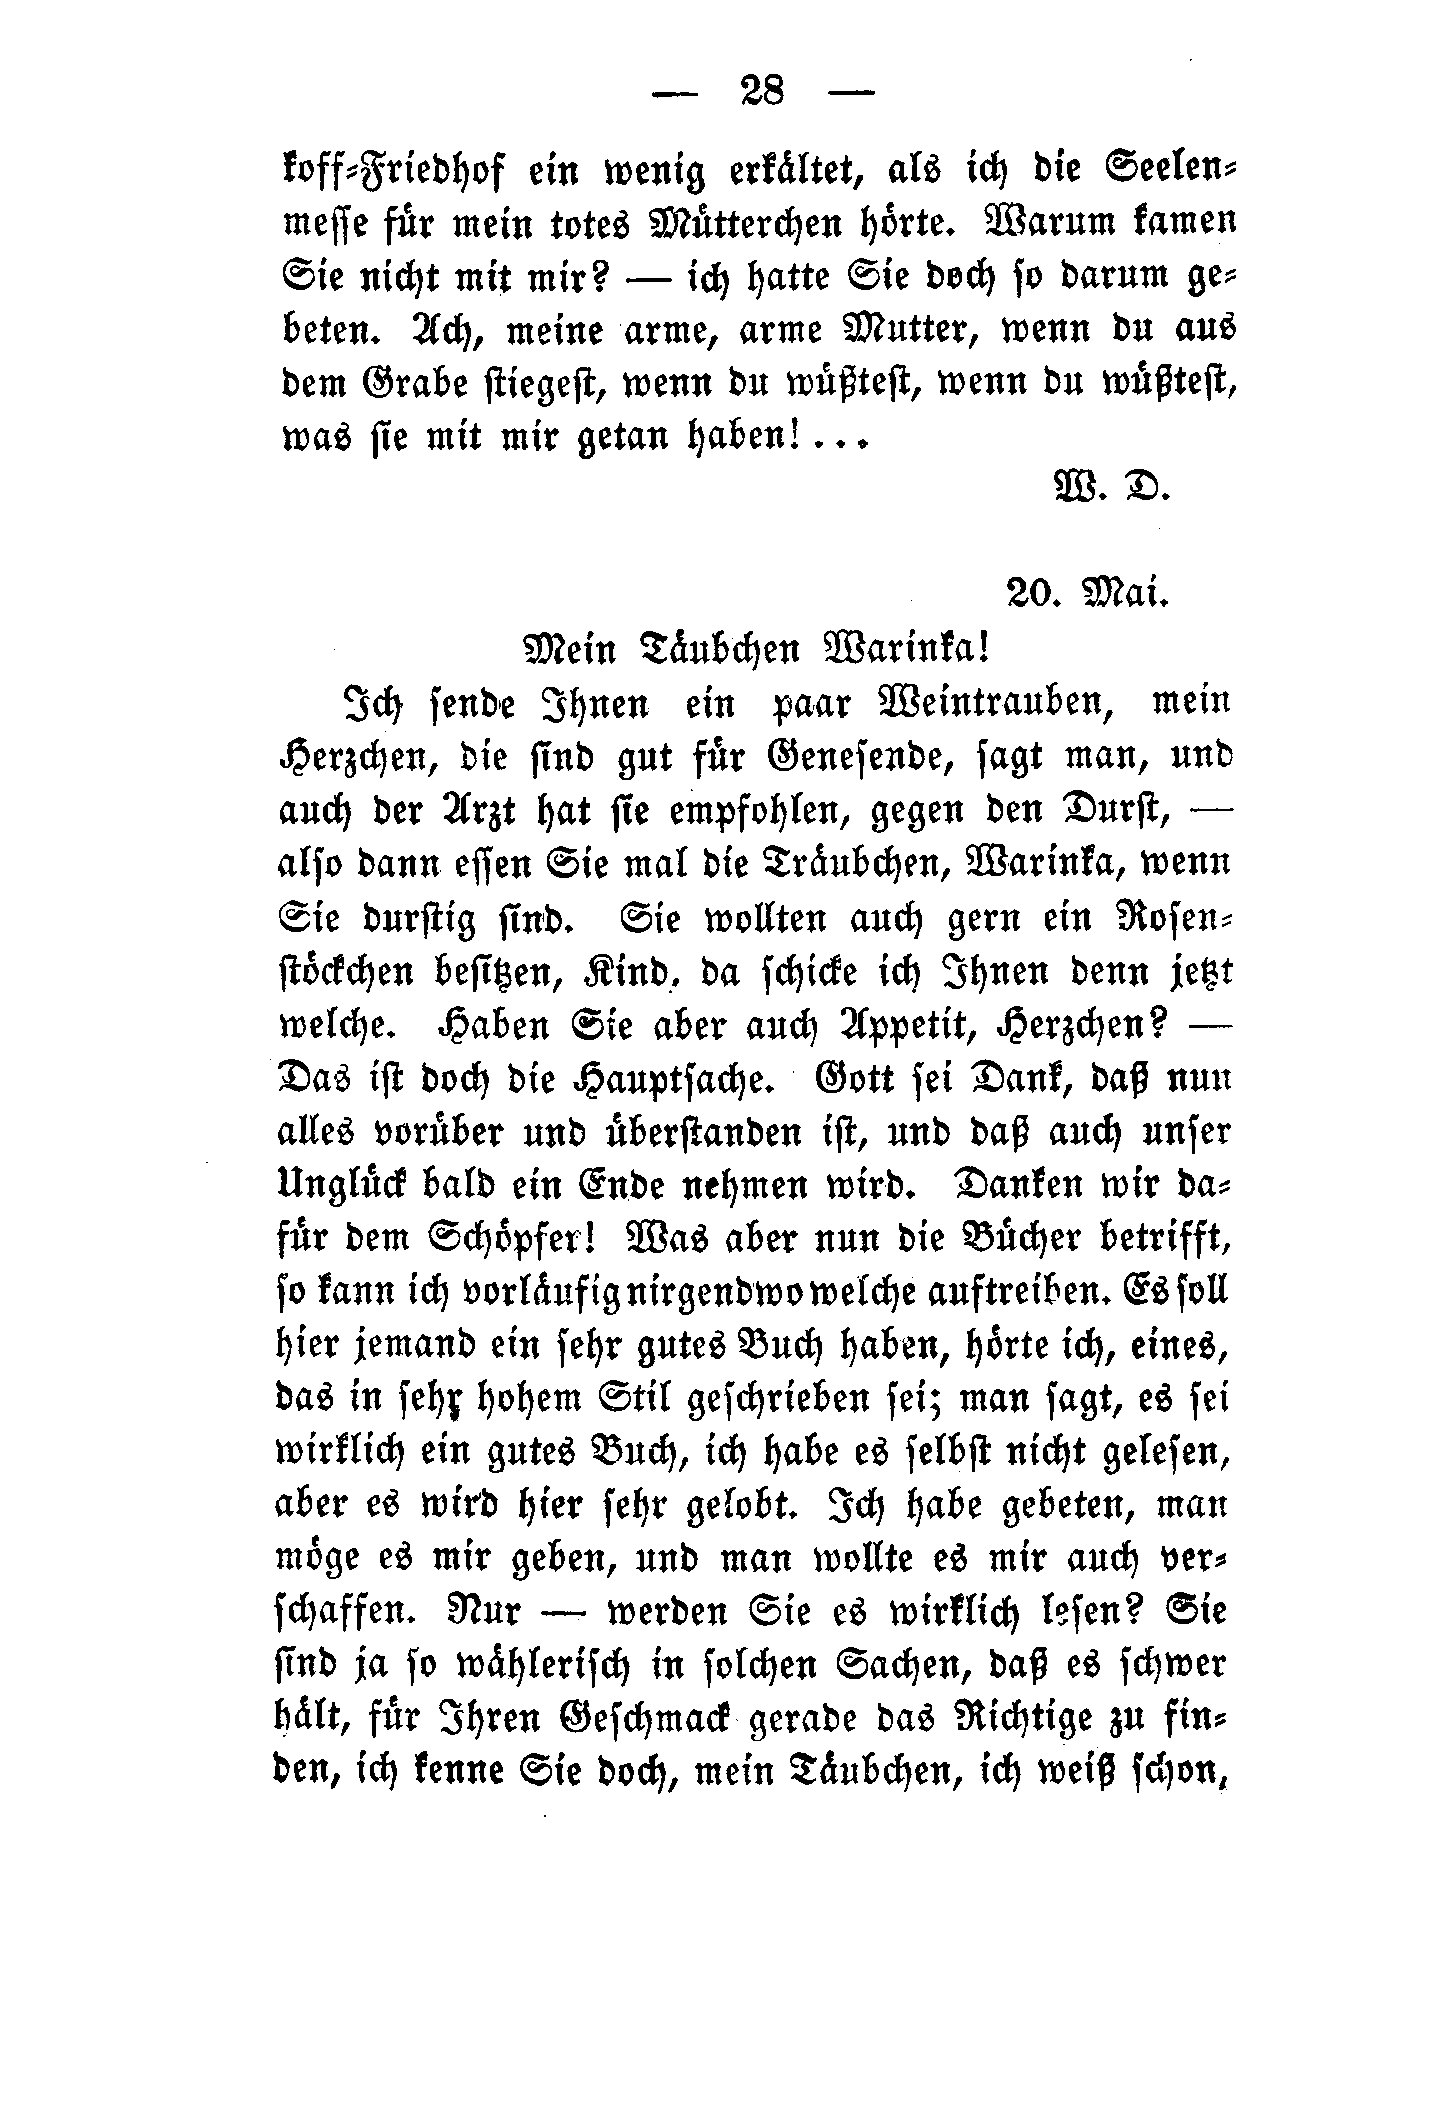 — 28 —
koff-Friedhof ein wenig erkältet, als ich die Seelen-
messe für mein totes Mütterchen hörte. Warum kamen
Sie nicht mit mir? — ich hatte Sie doch so darum ge-
beten. Ach, meine arme, arme Mutter, wenn du aus
dem Grabe stiegest, wenn du wüßtest, wenn du wüßtest,
was sie mit mir getan haben! . . .
W. D.
20. Mai.
Mein Täubchen Warinka!
Ich sende Ihnen ein paar Weintrauben, mein
Herzchen, die sind gut für Genesende, sagt man, und
auch der Arzt hat sie empfohlen, gegen den Durst, —
also dann essen Sie mal die Träubchen, Warinka, wenn
Sie durstig sind. Sie wollten auch gern ein Rosen-
stöckchen besitzen, Kind, da schicke ich Ihnen denn jetzt
welche. Haben Sie aber auch Appetit, Herzchen? —
Das ist doch die Hauptsache. Gott sei Dank, daß nun
alles vorüber und überstanden ist, und daß auch unser
Unglück bald ein Ende nehmen wird. Danken wir da-
für dem Schöpfer! Was aber nun die Bücher betrifft,
so kann ich vorläufig nirgendwo welche auftreiben. Es soll
hier jemand ein sehr gutes Buch haben, hörte ich, eines,
das in sehr hohem Stil geschrieben sei; man sagt, es sei
wirklich ein gutes Buch, ich habe es selbst nicht gelesen,
aber es wird hier sehr gelobt. Ich habe gebeten, man
möge es mir geben, und man wollte es mir auch ver-
schaffen. Nur — werden Sie es wirklich lesen? Sie
sind ja so wählerisch in solchen Sachen, daß es schwer
hält, für Ihren Geschmack gerade das Richtige zu fin-
den, ich kenne Sie doch, mein Täubchen, ich weiß schon,